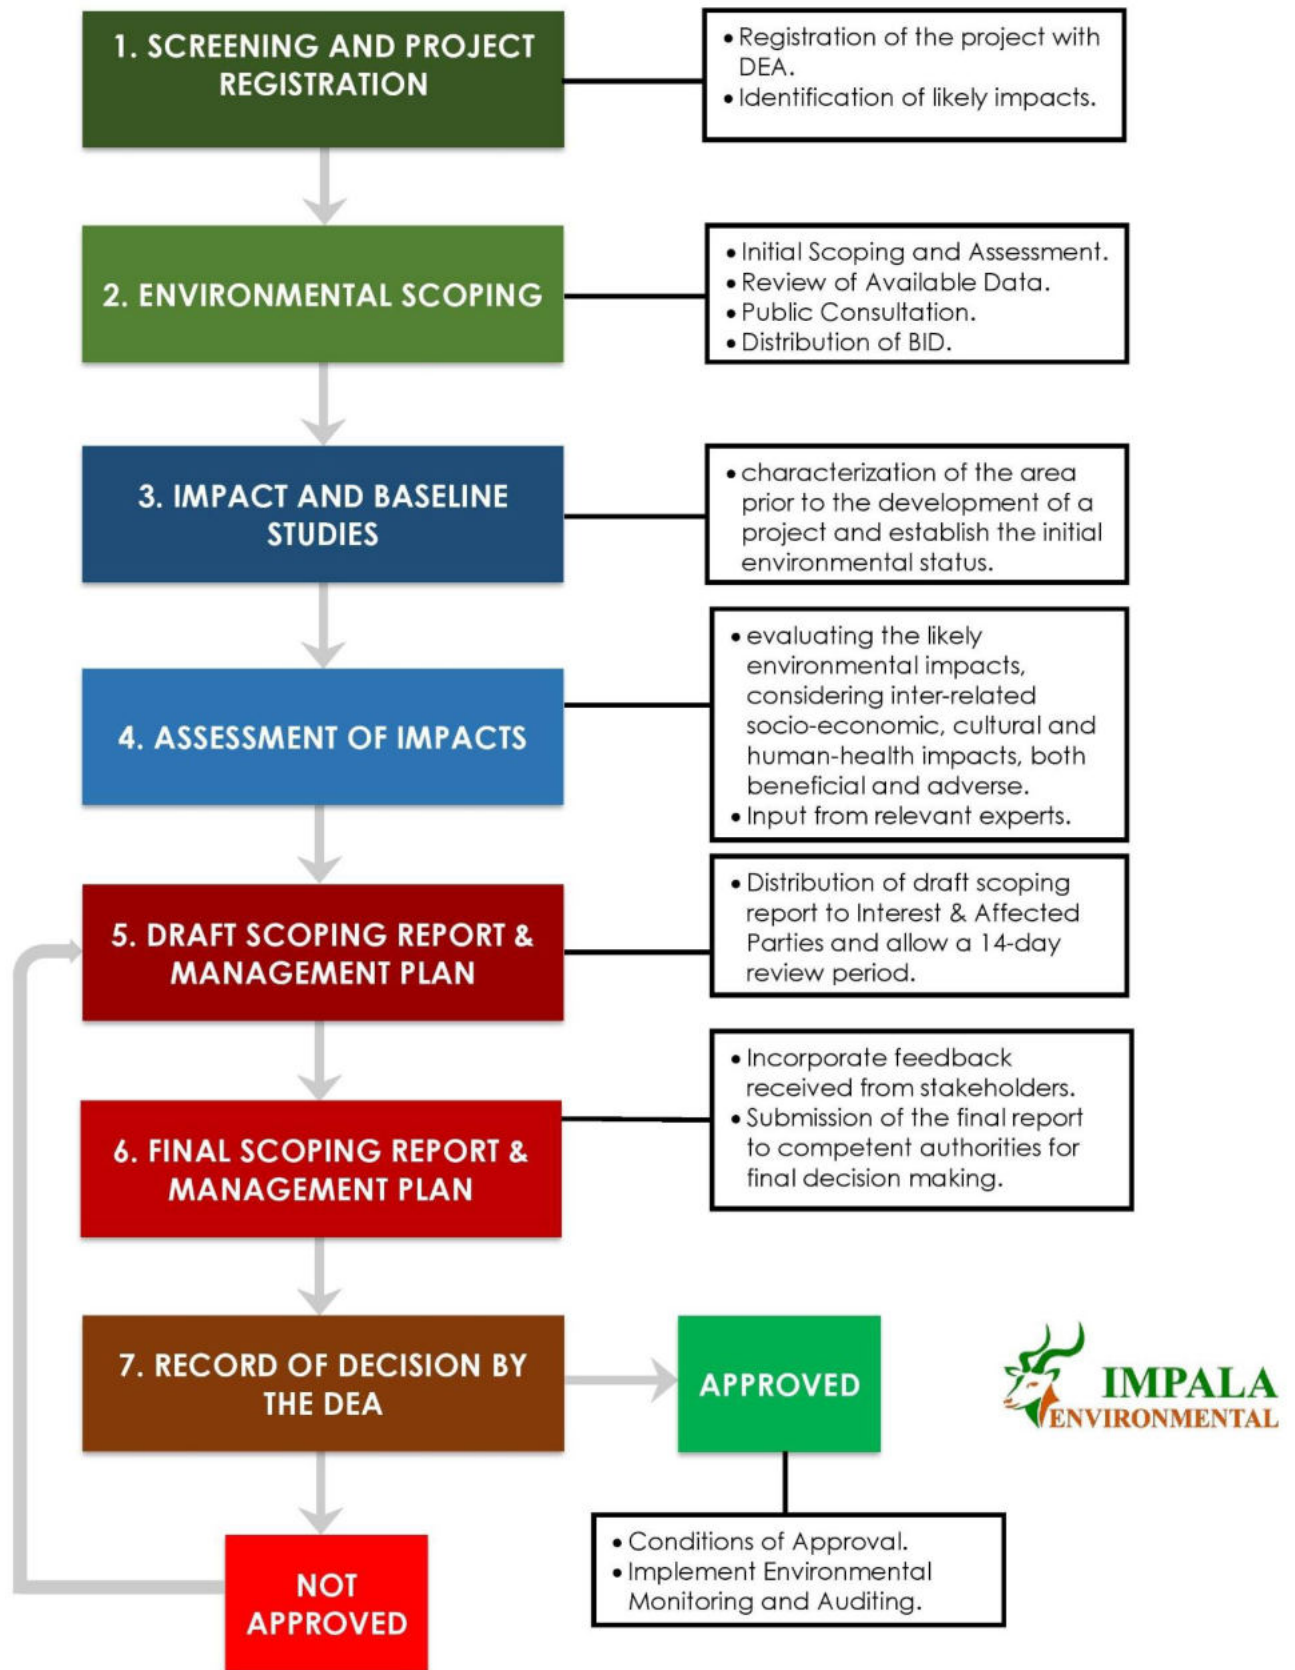 1. SCREENING AND PROJECT
REGISTRATION
• Registration of the project with
DEA.
• Identification of likely impacts.
2. ENVIRONMENTAL SCOPING
• Initial Scoping and Assessment.
• Review of Available Data.
• Public Consultation.
• Distribution of BID.
3. IMPACT AND BASELINE
STUDIES
• characterization of the area
prior to the development of a
project and establish the initial
environmental status.
4. ASSESSMENT OF IMPACTS
• evaluating the likely
environmental impacts,
considering inter-related
socio-economic, cultural and
human-health impacts, both
beneficial and adverse.
• Input from relevant experts.
5. DRAFT SCOPING REPORT &
MANAGEMENT PLAN
• Distribution of draft scoping
report to Interest & Affected
Parties and allow a 14-day
review period.
6. FINAL SCOPING REPORT &
MANAGEMENT PLAN
• Incorporate feedback
received from stakeholders.
• Submission of the final report
to competent authorities for
final decision making.
7. RECORD OF DECISION BY
THE DEA
APPROVED
IMPALA
ENVIRONMENTAL
• Conditions of Approval.
• Implement Environmental
Monitoring and Auditing.
NOT
APPROVED